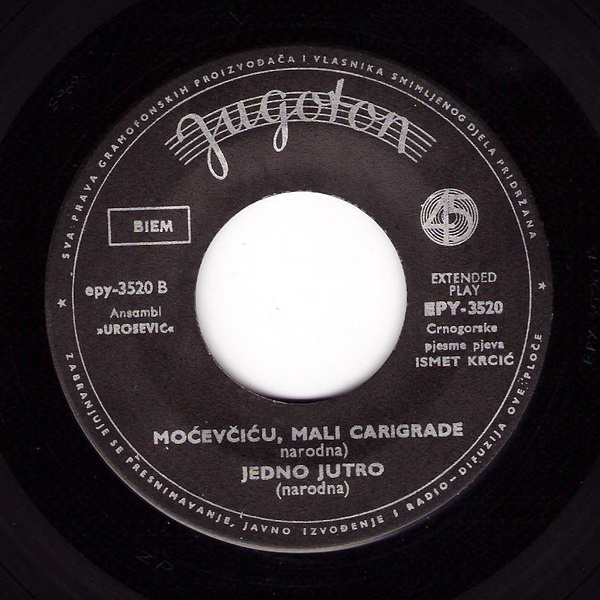 SVA PRAVA GRAMOFONSKIH PROIZVOĐAČA I VLASNIKA SNIMLJENOG DJELA PRIDRŽANA
Jugoton
BIEM
45
epy-3520 B
Ansambl
»UROŠEVIĆ«
EXTENDED
PLAY
EPY-3520
Crnogorske
pjesme pjeva
ISMET KRCIĆ
MOĆEVČIĆU, MALI CARIGRADE
narodna)
JEDNO JUTRO
(narodna)
ZABRANJUJE SE PRESNIMAVANJE, JAVNO IZVOĐENJE I RADIO-DIFUZIJA OVE PLOČE